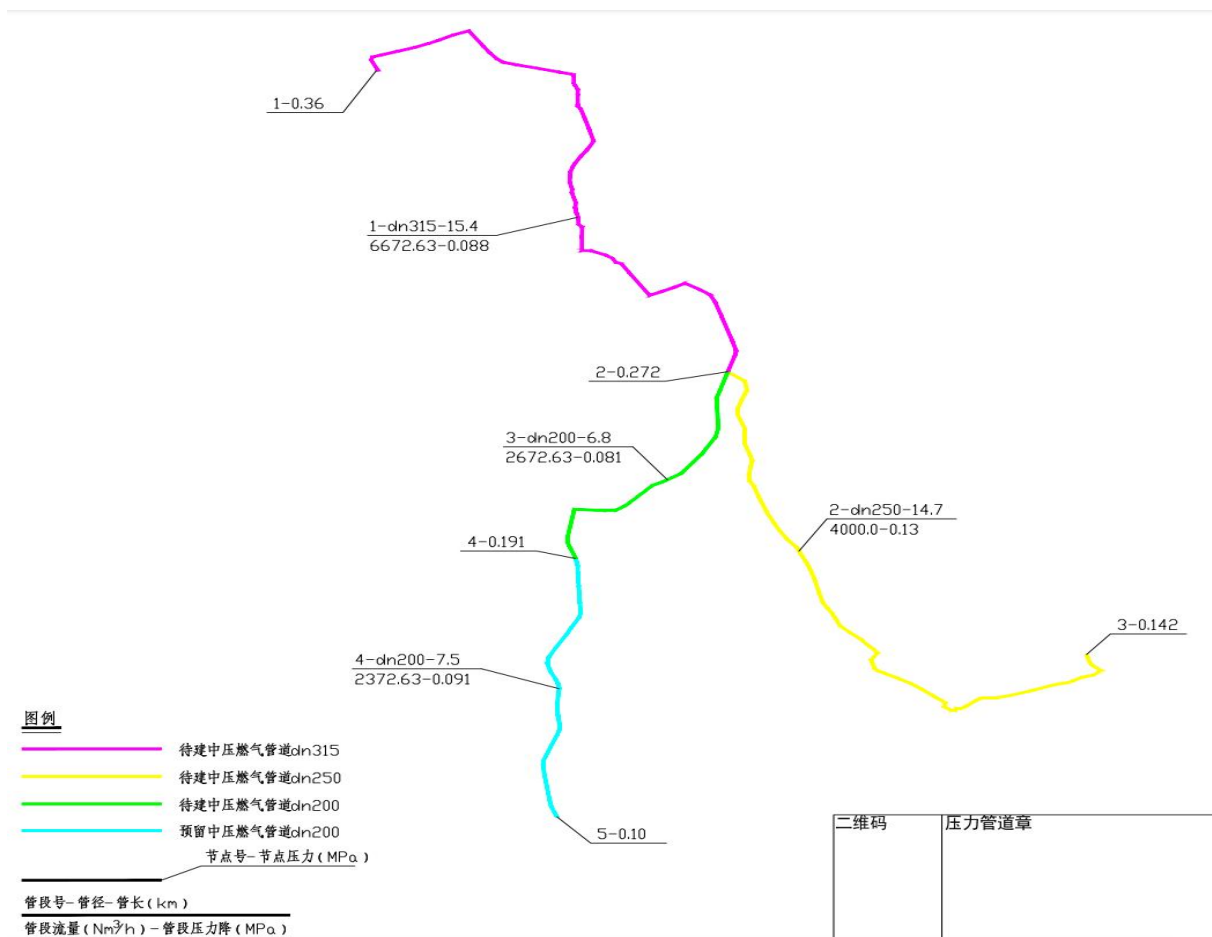 1-0.36
1-dn315-15.4
6672.63-0.088
2-0.272
3-dn200-6.8
2672.63-0.081
2-dn250-14.7
4000.0-0.13
4-0.191
3-0.142
4-dn200-7.5
2372.63-0.091
5-0.10
图例
待建中压燃气管道dn315
待建中压燃气管道dn250
待建中压燃气管道dn200
预留中压燃气管道dn200
节点号-节点压力(MPa)
管段号-管径-管长(km)
管段流量(Nm³/h)-管段压力降(MPa)
二维码
压力管道章